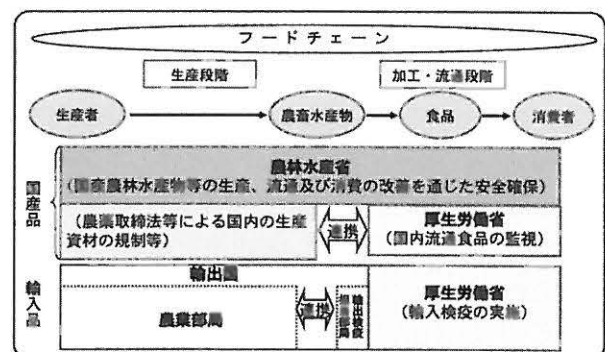 フードチェーン
生産段階
加工・流通段階
生産者
農畜水産物
食品
消費者
国産品
農林水産省
(国産農林水産物等の生産、流通及び消費の改善を通じた安全確保)
(農薬取締法等による国内の生産
資材の規制等)
連携
厚生労働省
(国内流通食品の監視)
輸入品
輸出国
農業部局
連携
輸出検疫
担当部局
厚生労働省
(輸入検疫の実施)